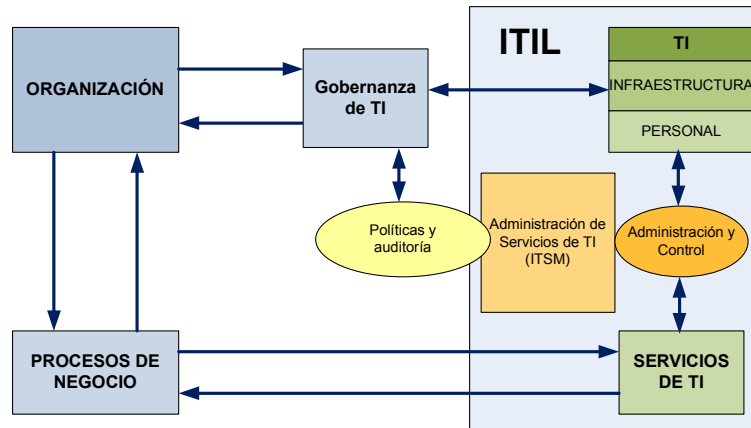 ITIL
TI
INFRAESTRUCTURA
PERSONAL
ORGANIZACIÓN
Gobernanza
de TI
Políticas y
auditoría
Administración de
Servicios de TI
(ITSM)
Administración y
Control
PROCESOS DE
NEGOCIO
SERVICIOS
DE TI